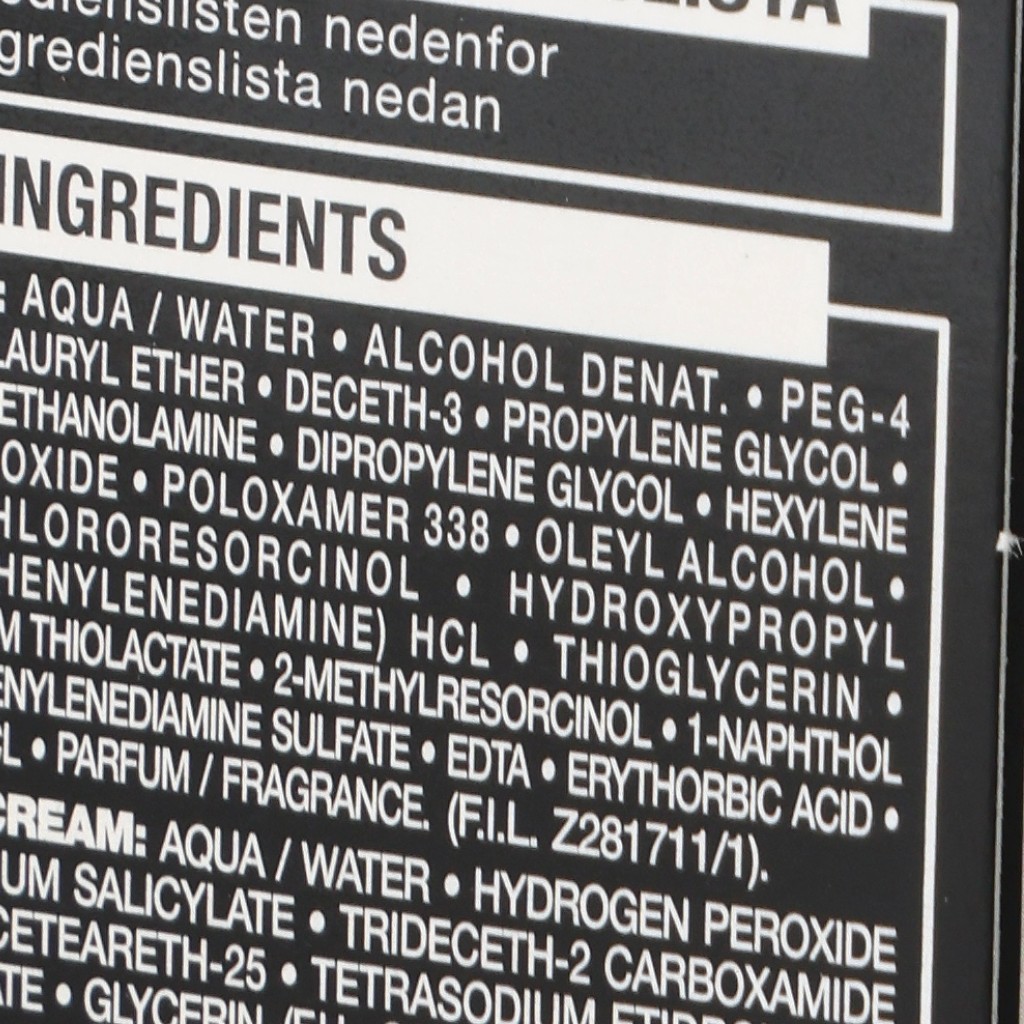 dienslisten nedenfor
gredienslista nedan
INGREDIENTS
: AQUA / WATER • ALCOHOL DENAT. • PEG-4
LAURYL ETHER • DECETH-3 • PROPYLENE GLYCOL •
ETHANOLAMINE • DIPROPYLENE GLYCOL • HEXYLENE
OXIDE • POLOXAMER 338 • OLEYL ALCOHOL •
HLORORESORCINOL • HYDROXYPROPYL
HENYLENEDIAMINE) HCL • THIOGLYCERIN •
M THIOLACTATE • 2-METHYLRESORCINOL • 1-NAPHTHOL
ENYLENEDIAMINE SULFATE • EDTA • ERYTHORBIC ACID •
CL • PARFUM / FRAGRANCE. (F.I.L. Z281711/1).
CREAM: AQUA / WATER • HYDROGEN PEROXIDE
UM SALICYLATE • TRIDECETH-2 CARBOXAMIDE
CETEARETH-25 • TETRASODIUM
ATE • GLYCERIN